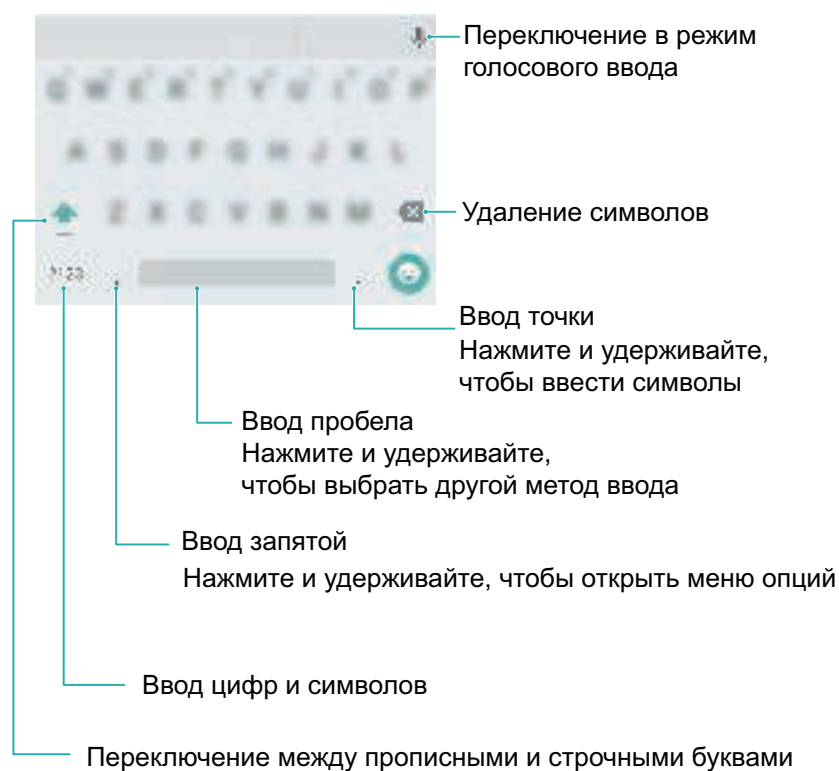 Переключение в режим
голосового ввода
Q W E R T Y U I O P
A S D F G H J K L
Z X C V B N M
Удаление символов
?123 , .
Ввод точки
Нажмите и удерживайте,
чтобы ввести символы
Ввод пробела
Нажмите и удерживайте,
чтобы выбрать другой метод ввода
Ввод запятой
Нажмите и удерживайте, чтобы открыть меню опций
Ввод цифр и символов
Переключение между прописными и строчными буквами